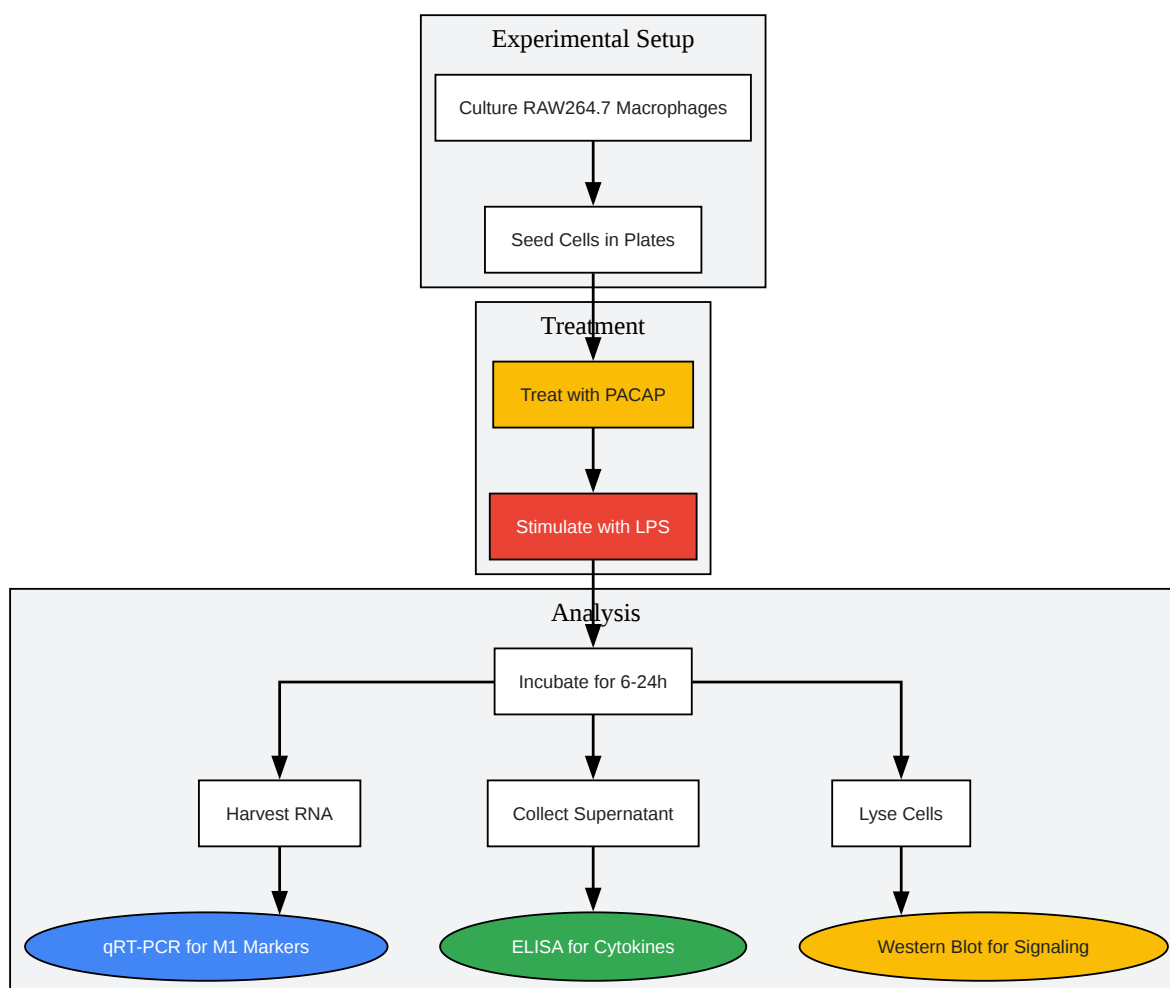 Experimental Setup
Culture RAW264.7 Macrophages
Seed Cells in Plates
Treatment
Treat with PACAP
Stimulate with LPS
Analysis
Incubate for 6-24h
Harvest RNA
Collect Supernatant
Lyse Cells
qRT-PCR for M1 Markers
ELISA for Cytokines
Western Blot for Signaling